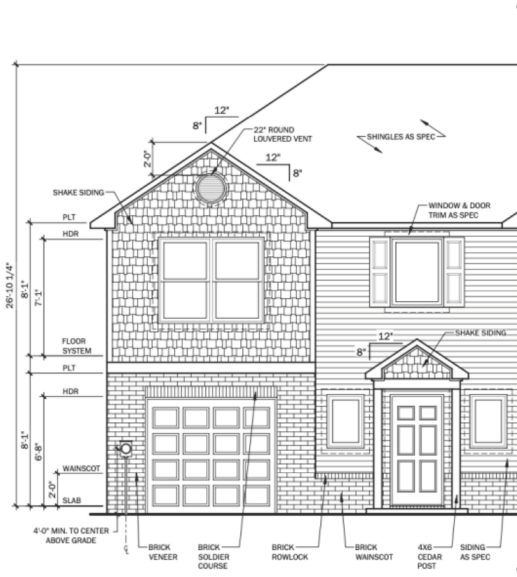 12"
8"
22" ROUND
LOUVERED VENT
12"
8"
2'-0"
SHINGLES AS SPEC
SHAKE SIDING
WINDOW & DOOR
TRIM AS SPEC
PLT
HDR
26'-10 1/4"
8'-1"
7'-1"
FLOOR
SYSTEM
12"
8"
SHAKE SIDING
PLT
HDR
8'-1"
6'-8"
WAINSCOT
2'-0"
SLAB
4'-0" MIN. TO CENTER
ABOVE GRADE
BRICK
VENEER
BRICK
SOLDIER
COURSE
BRICK
ROWLOCK
BRICK
WAINSCOT
4X6
CEDAR
POST
SIDING
AS SPEC